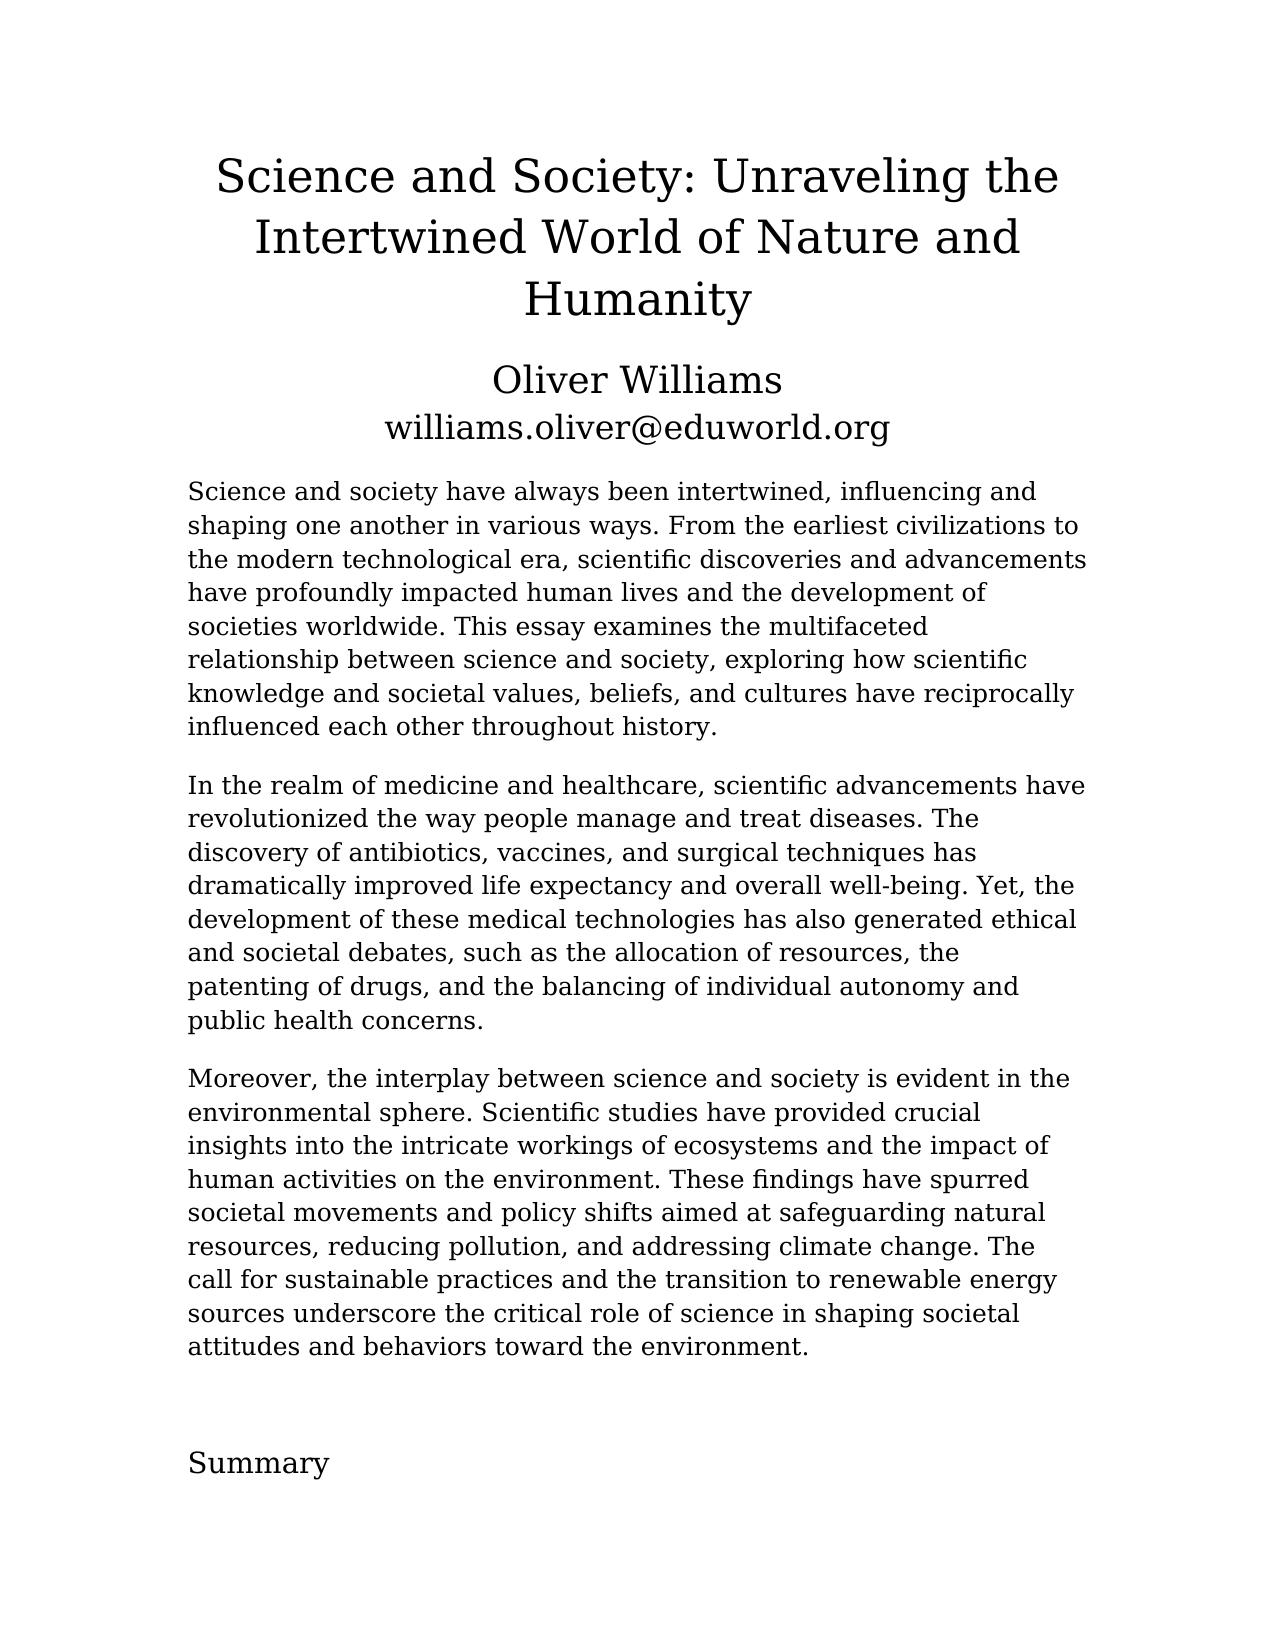 Science and Society: Unraveling the
Intertwined World of Nature and
Humanity
Oliver Williams
williams.oliver@eduworld.org
Science and society have always been intertwined, influencing and
shaping one another in various ways. From the earliest civilizations to
the modern technological era, scientific discoveries and advancements
have profoundly impacted human lives and the development of
societies worldwide. This essay examines the multifaceted
relationship between science and society, exploring how scientific
knowledge and societal values, beliefs, and cultures have reciprocally
influenced each other throughout history.
In the realm of medicine and healthcare, scientific advancements have
revolutionized the way people manage and treat diseases. The
discovery of antibiotics, vaccines, and surgical techniques has
dramatically improved life expectancy and overall well-being. Yet, the
development of these medical technologies has also generated ethical
and societal debates, such as the allocation of resources, the
patenting of drugs, and the balancing of individual autonomy and
public health concerns.
Moreover, the interplay between science and society is evident in the
environmental sphere. Scientific studies have provided crucial
insights into the intricate workings of ecosystems and the impact of
human activities on the environment. These findings have spurred
societal movements and policy shifts aimed at safeguarding natural
resources, reducing pollution, and addressing climate change. The
call for sustainable practices and the transition to renewable energy
sources underscore the critical role of science in shaping societal
attitudes and behaviors toward the environment.
Summary